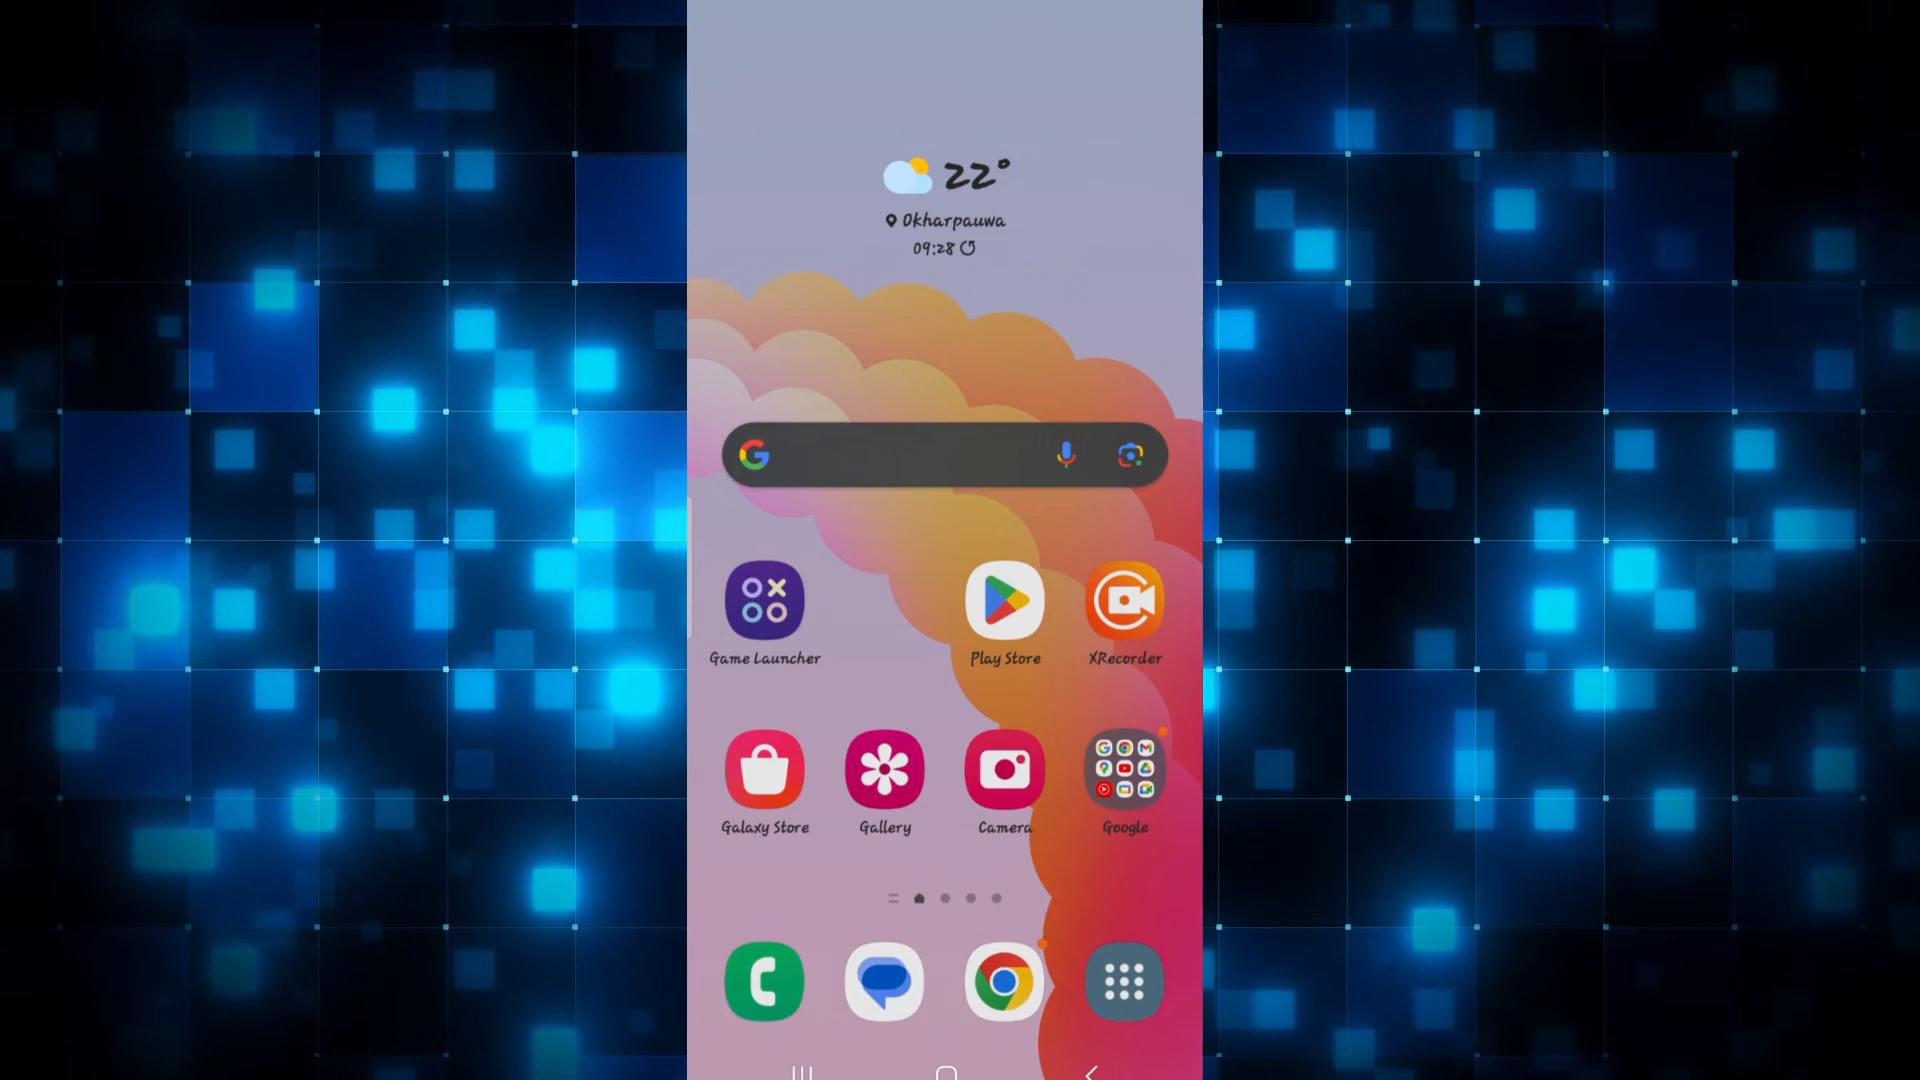 22°
Okharpauwa
09:28
Game Launcher
Play Store
XRecorder
Galaxy Store
Gallery
Camera
Google